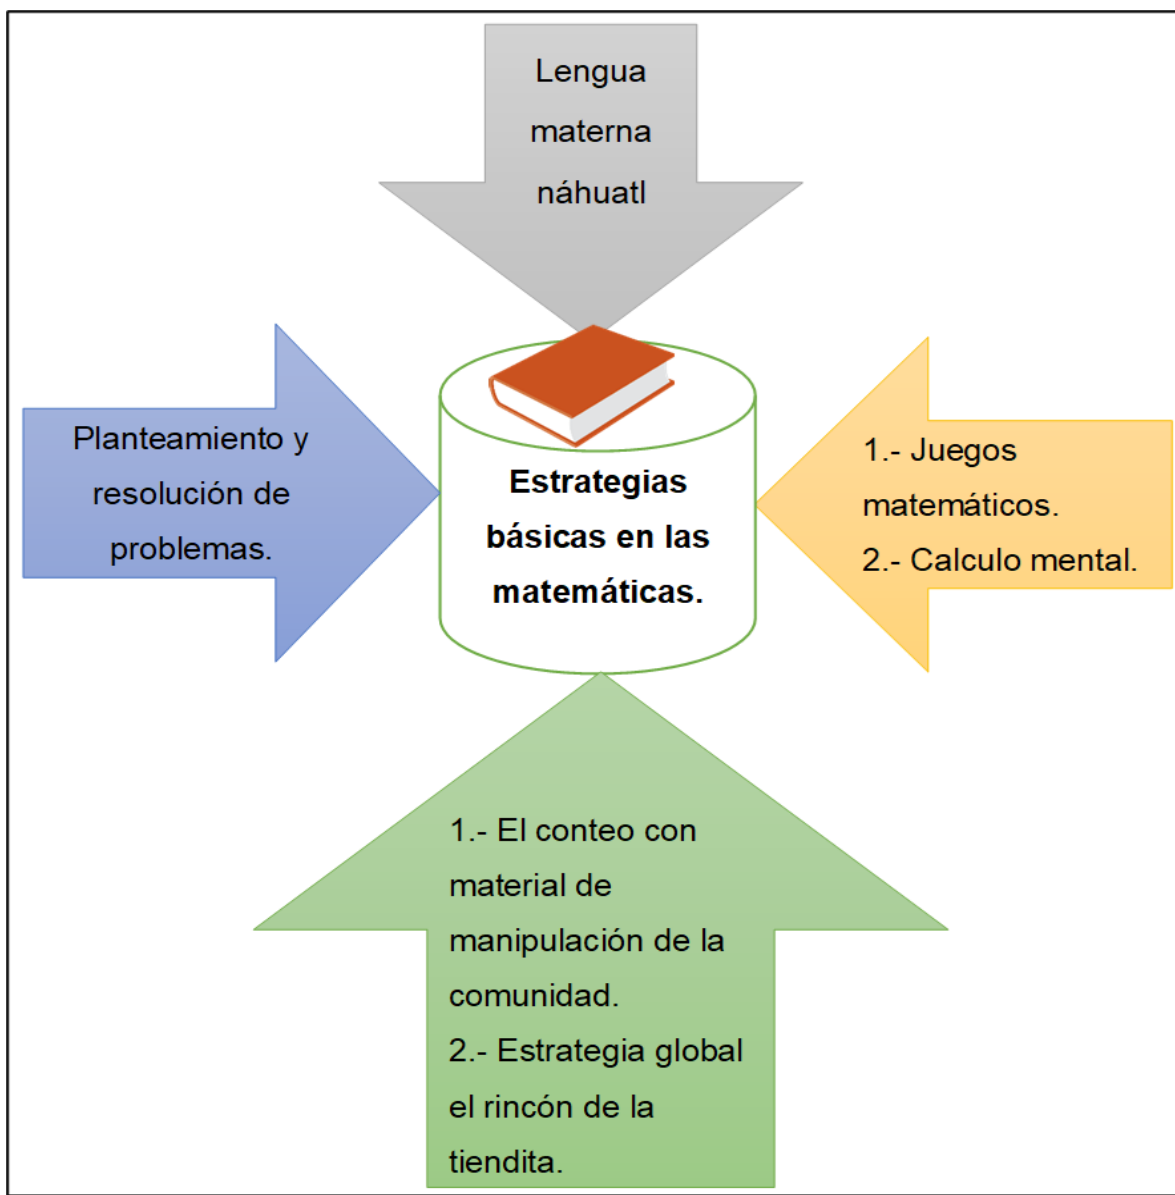 Lengua
materna
náhuatl
Planteamiento y
resolución de
problemas.
Estrategias
básicas en las
matemáticas.
1.- Juegos
matemáticos.
2.- Calculo mental.
1.- El conteo con
material de
manipulación de la
comunidad.
2.- Estrategia global
el rincón de la
tiendita.